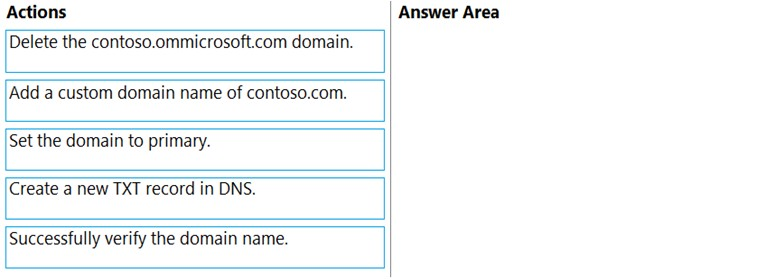 Actions
Answer Area
Delete the contoso.ommicrosoft.com domain.
Add a custom domain name of contoso.com.
Set the domain to primary.
Create a new TXT record in DNS.
Successfully verify the domain name.